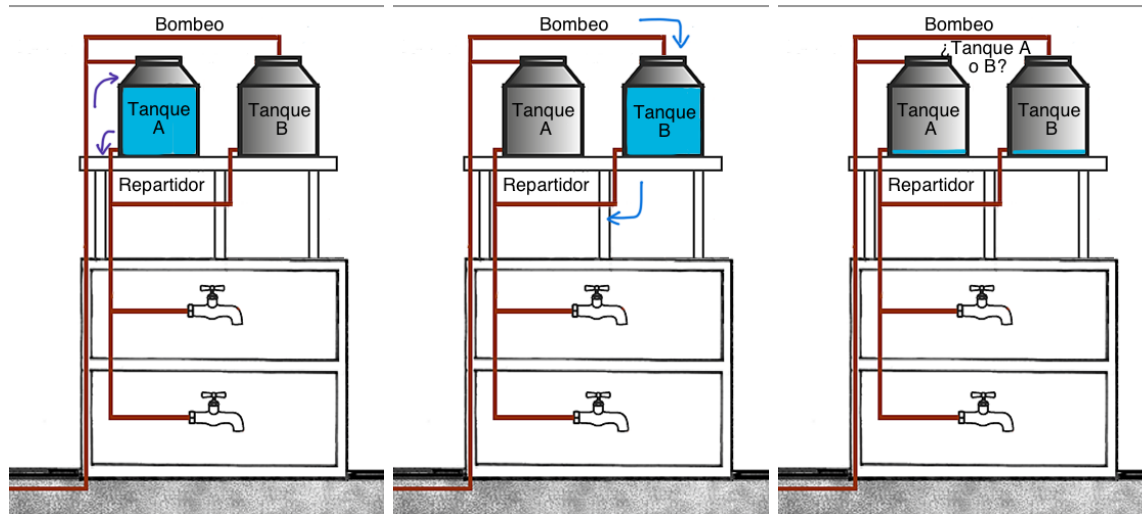 Bombeo
Tanque
A
Tanque
B
Repartidor
Bombeo
Tanque
A
Tanque
B
Repartidor
Bombeo
¿Tanque A
o B?
Tanque
A
Tanque
B
Repartidor